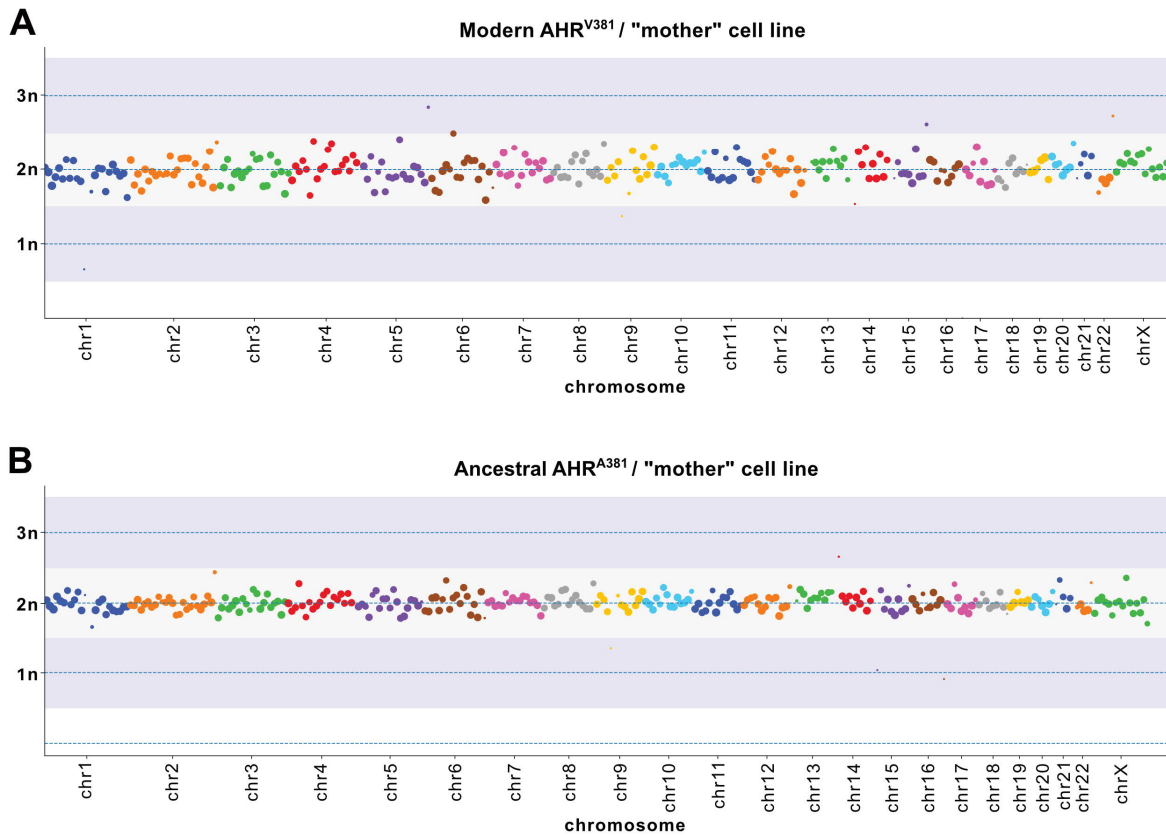 A
Modern AHRV381 / "mother" cell line
3n
2n
1n
chr1 chr2 chr3 chr4 chr5 chr6 chr7 chr8 chr9 chr10 chr11 chr12 chr13 chr14 chr15 chr16 chr17 chr18 chr19 chr20 chr21 chr22 chrX
chromosome
B
Ancestral AHRA381 / "mother" cell line
3n
2n
1n
chr1 chr2 chr3 chr4 chr5 chr6 chr7 chr8 chr9 chr10 chr11 chr12 chr13 chr14 chr15 chr16 chr17 chr18 chr19 chr20 chr21 chr22 chrX
chromosome